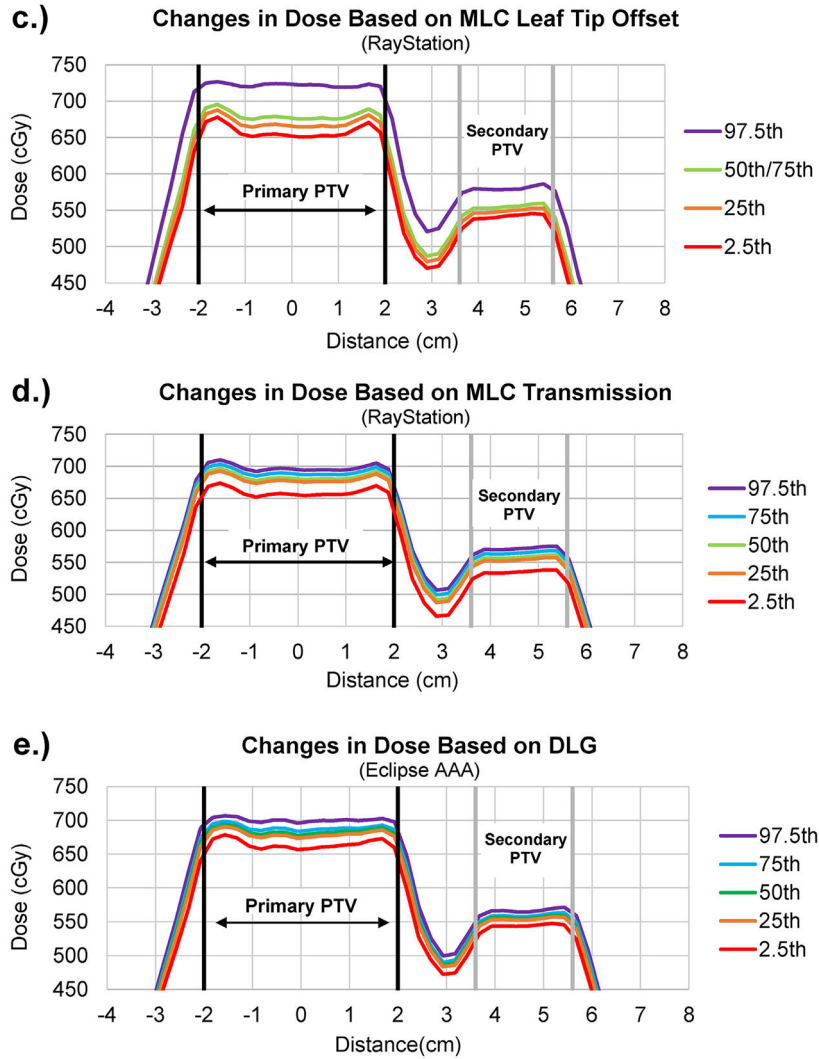 c.)
Changes in Dose Based on MLC Leaf Tip Offset
(RayStation)
750
700
650
600
550
500
450
Dose (cGy)
Primary PTV
Secondary
PTV
97.5th
50th/75th
25th
2.5th
-4 -3 -2 -1 0 1 2 3 4 5 6 7 8
Distance (cm)
d.)
Changes in Dose Based on MLC Transmission
(RayStation)
750
700
650
600
550
500
450
Dose (cGy)
Primary PTV
Secondary
PTV
97.5th
75th
50th
25th
2.5th
-4 -3 -2 -1 0 1 2 3 4 5 6 7 8
Distance (cm)
e.)
Changes in Dose Based on DLG
(Eclipse AAA)
750
700
650
600
550
500
450
Dose (cGy)
Primary PTV
Secondary
PTV
97.5th
75th
50th
25th
2.5th
-4 -3 -2 -1 0 1 2 3 4 5 6 7 8
Distance(cm)